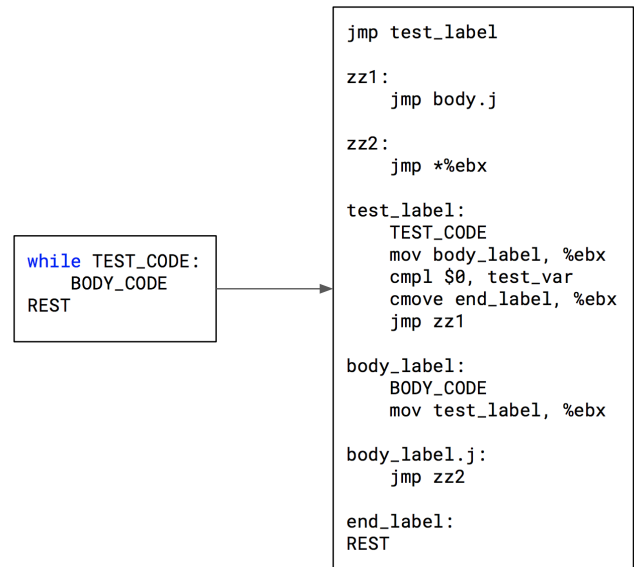 while TEST_CODE:
BODY_CODE
REST
jmp test_label
zz1:
jmp body.j
zz2:
jmp *%ebx
test_label:
TEST_CODE
mov body_label, %ebx
cmpl $0, test_var
cmove end_label, %ebx
jmp zz1
body_label:
BODY_CODE
mov test_label, %ebx
body_label.j:
jmp zz2
end_label:
REST